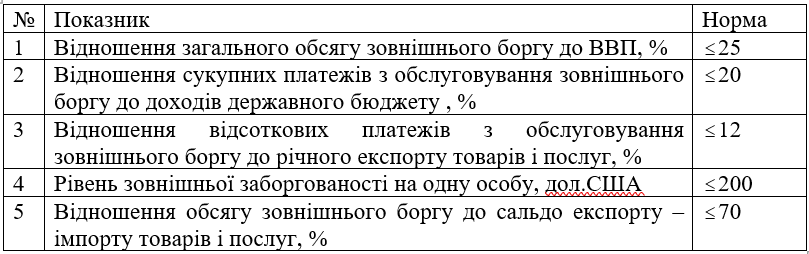 № Показник Норма
1 Відношення загального обсягу зовнішнього боргу до ВВП, % ≤25
2 Відношення сукупних платежів з обслуговування зовнішнього ≤20
боргу до доходів державного бюджету , %
3 Відношення відсоткових платежів з обслуговування ≤12
зовнішнього боргу до річного експорту товарів і послуг, %
4 Рівень зовнішньої заборгованості на одну особу, дол.США ≤200
5 Відношення обсягу зовнішнього боргу до сальдо експорту – ≤70
імпорту товарів і послуг, %